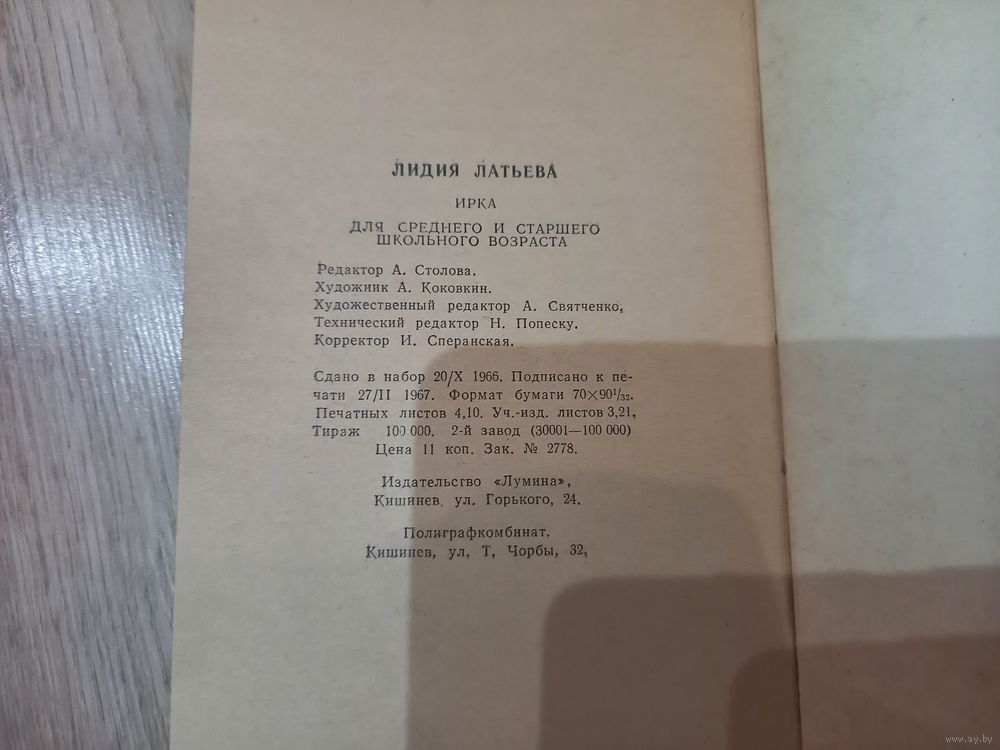 ЛИДИЯ ЛАТЬЕВА
ИРКА
ДЛЯ СРЕДНЕГО И СТАРШЕГО
ШКОЛЬНОГО ВОЗРАСТА
Редактор А. Столова.
Художник А. Коковкин.
Художественный редактор А. Святченко.
Технический редактор Н. Попеску.
Корректор И. Сперанская.
Сдано в набор 20/X 1966. Подписано к пе-
чати 27/II 1967. Формат бумаги 70×90¹/₃₂.
Печатных листов 4,10. Уч.-изд. листов 3,21.
Тираж 100 000. 2-й завод (30001—100 000)
Цена 11 коп. Зак. № 2778.
Издательство «Лумина»,
Кишинев, ул. Горького, 24.
Полиграфкомбинат,
Кишинев, ул. Т. Чорбы, 32.
www.ay.by